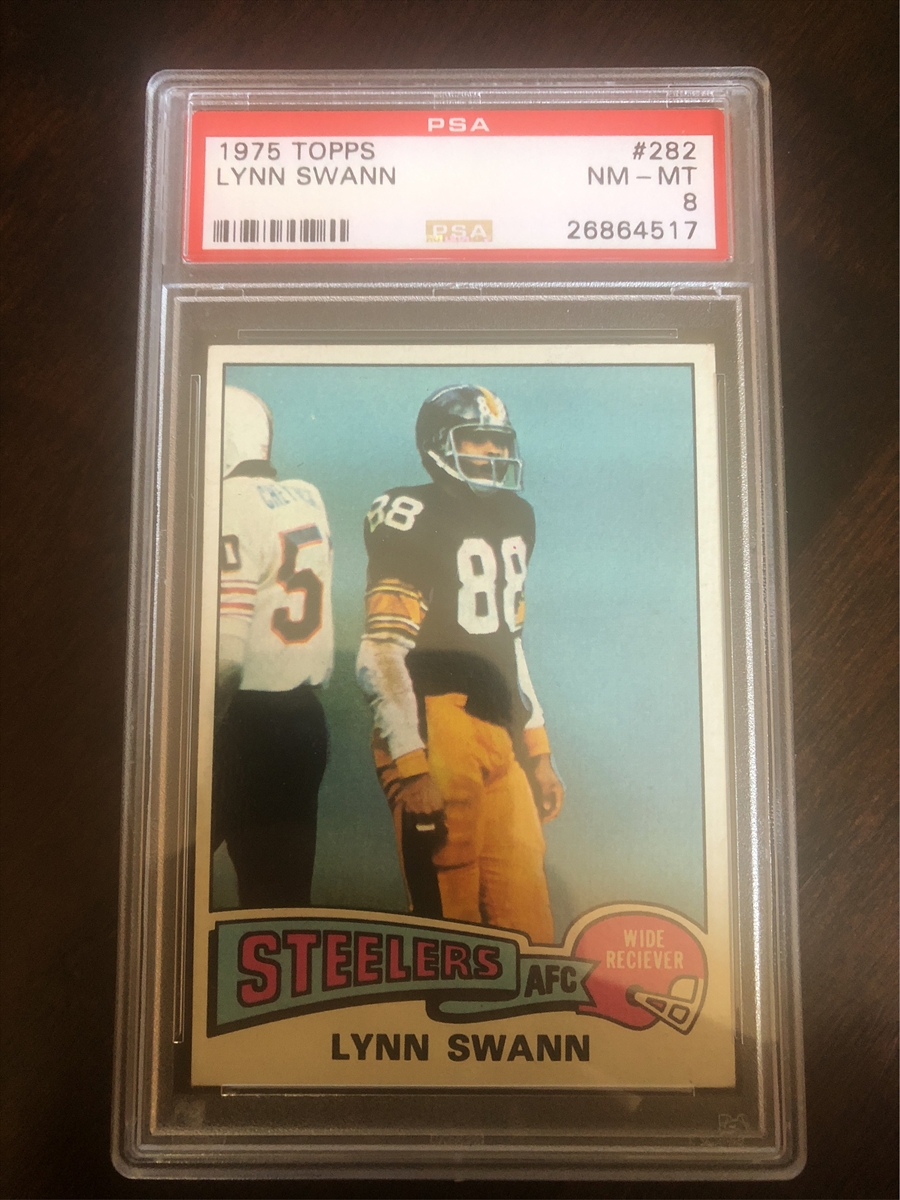 PSA
1975 TOPPS #282
LYNN SWANN NM - MT
8
PSA 26864517
88
88
88
5
STEELERS
AFC
WIDE
RECIEVER
LYNN SWANN